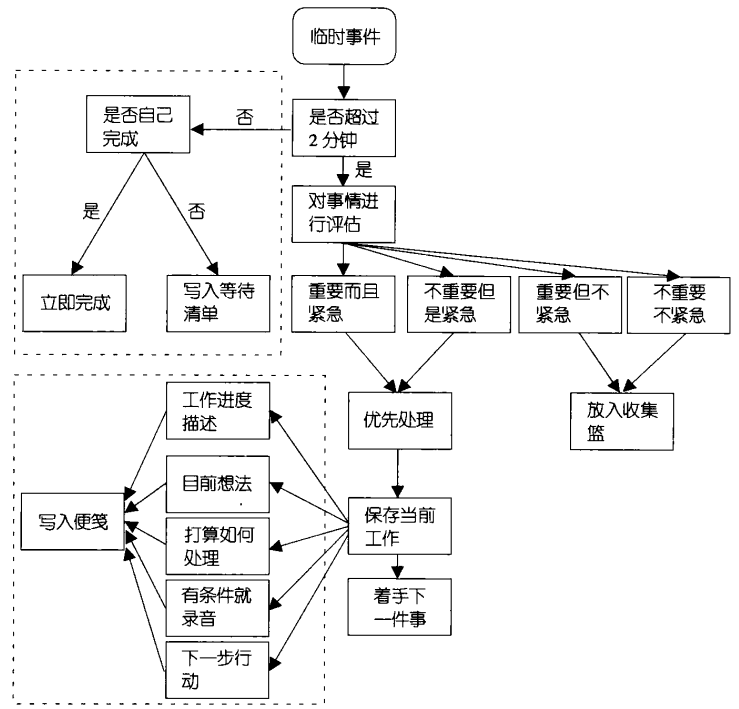 临时事件
是否超过
2分钟
否
是否自己
完成
是
否
立即完成
写入等待
清单
是
对事情进
行评估
重要而且
紧急
不重要但
是紧急
重要但不
紧急
不重要
不紧急
优先处理
放入收集
篮
保存当前
工作
着手下
一件事
工作进度
描述
目前想法
打算如何
处理
有条件就
录音
下一步行
动
写入便笺